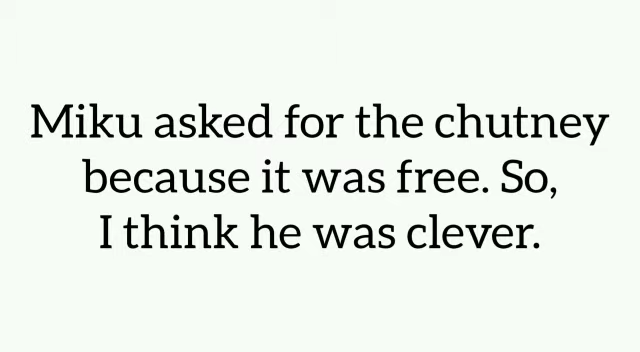 Miku asked for the chutney
because it was free. So,
I think he was clever.